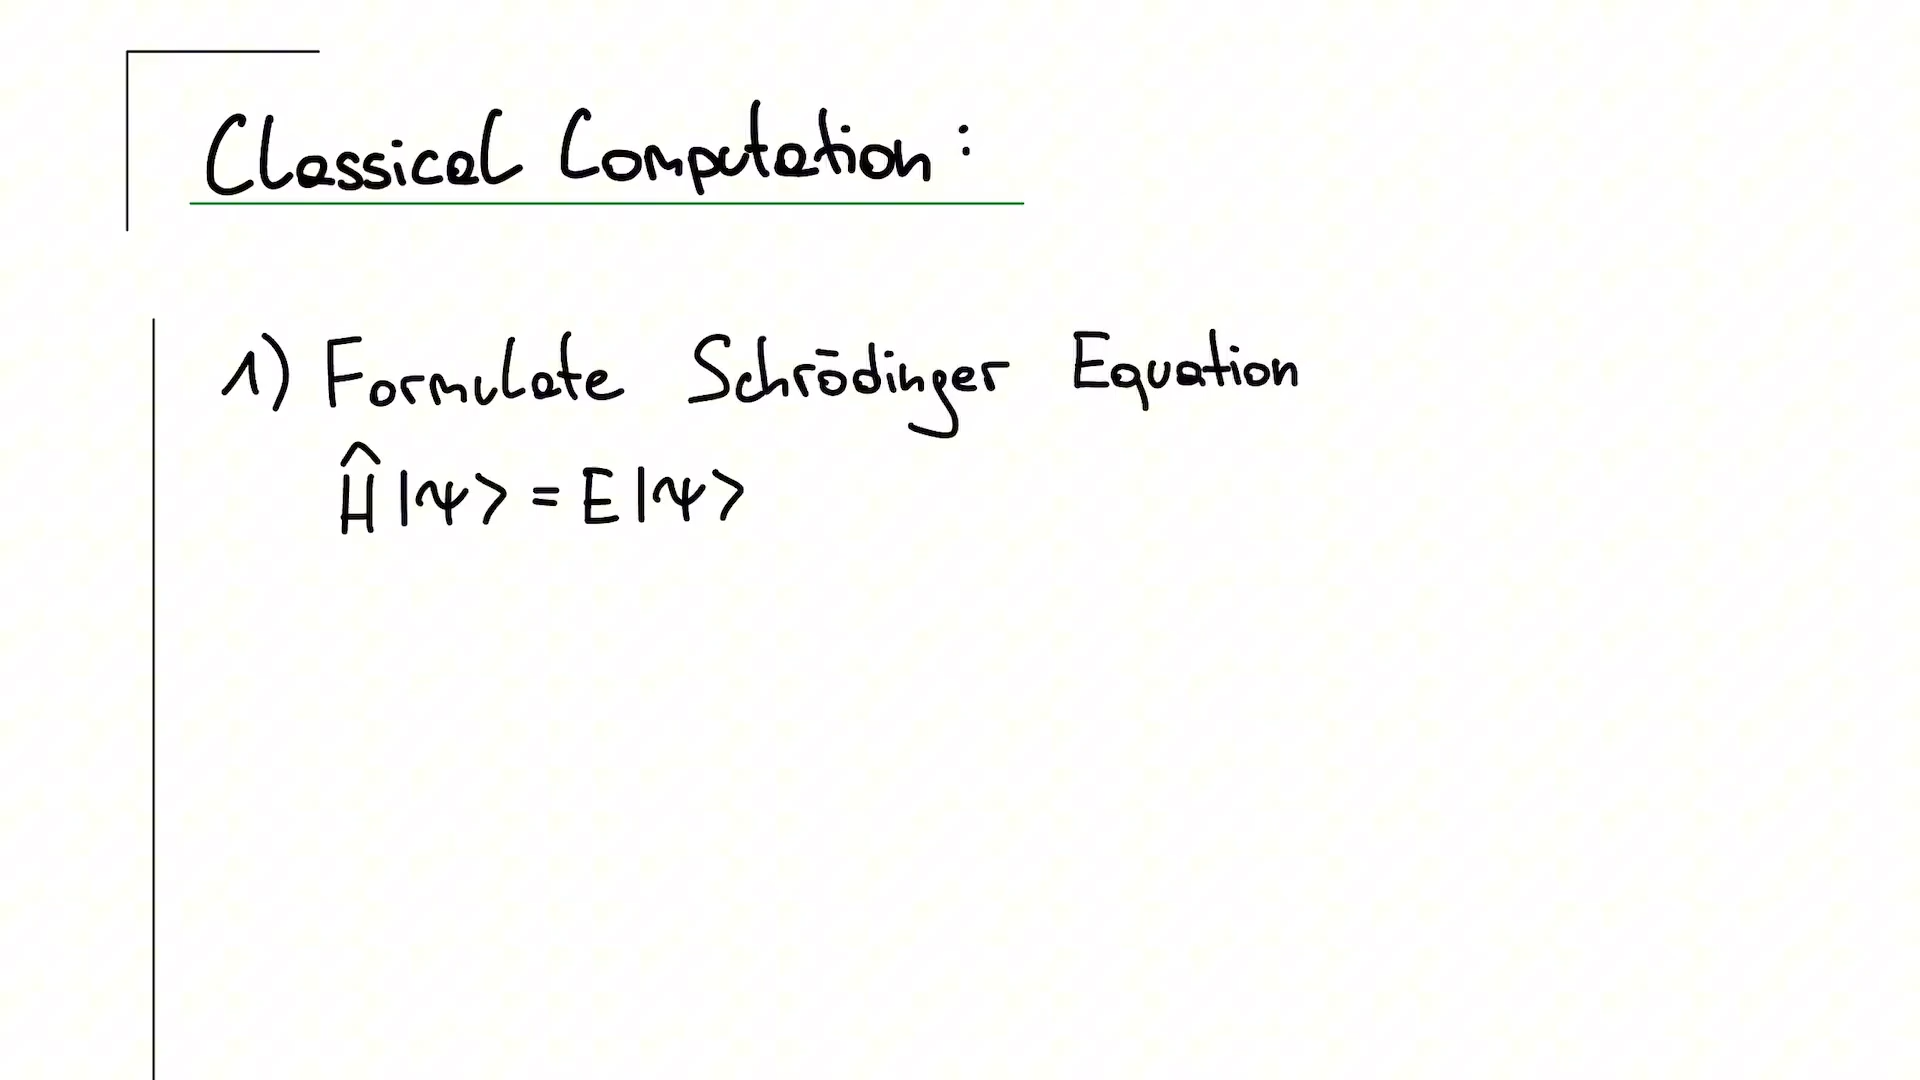 Classical Computation:
1) Formulate Schrödinger Equation
Ĥ|ψ> = E|ψ>